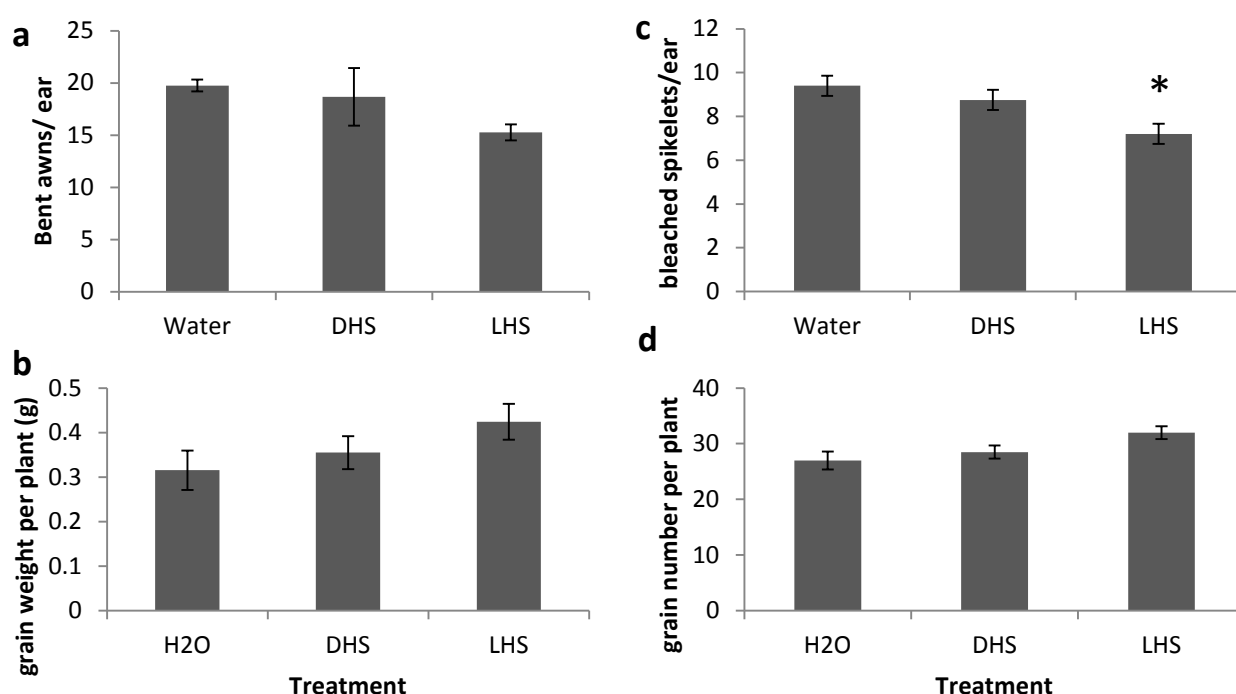 a
Bent awns/ ear
25
20
15
10
5
0
Water DHS LHS
c
bleached spikelets/ear
12
10
8
6
4
2
0
*
Water DHS LHS
b
grain weight per plant (g)
0.5
0.4
0.3
0.2
0.1
0
H2O DHS LHS
Treatment
d
grain number per plant
40
30
20
10
0
H2O DHS LHS
Treatment